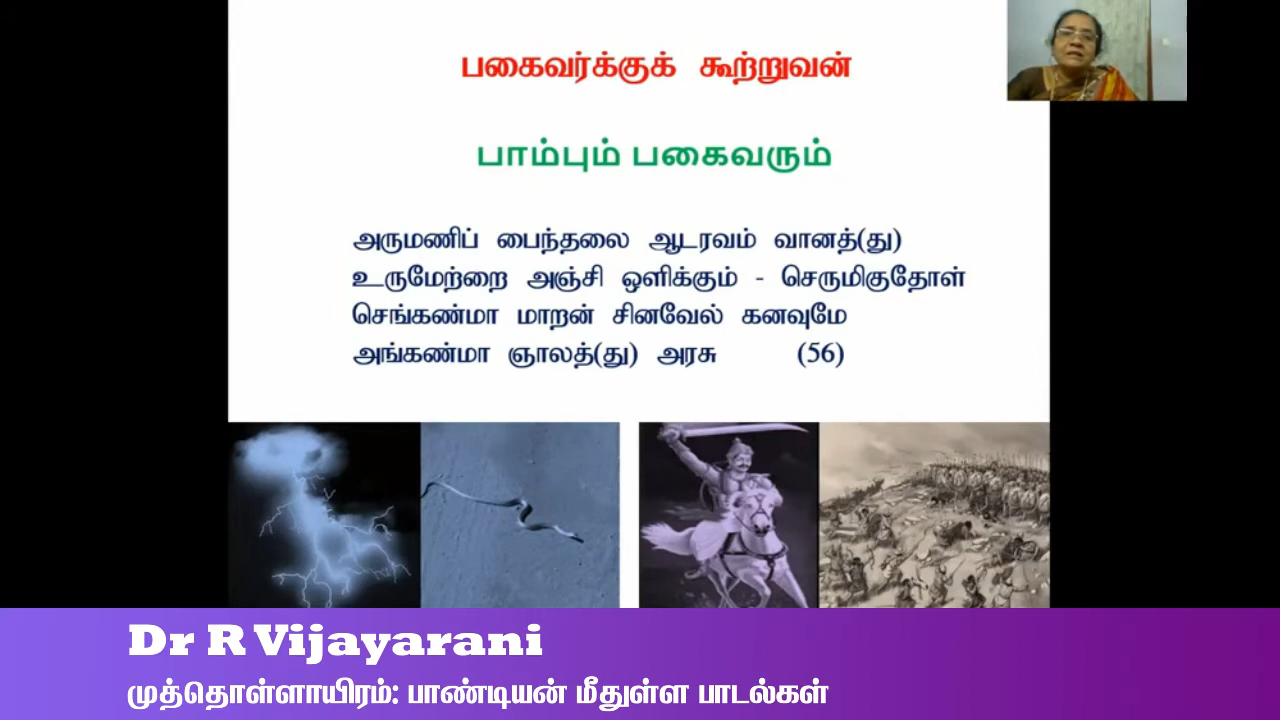 பகைவர்க்குக் கூற்றுவன்
பாம்பும் பகைவரும்
அருமணிப் பைந்தலை ஆடரவம் வானத்(து)
உருமேற்றை அஞ்சி ஒளிக்கும் - செருமிகுதோள்
செங்கண்மா மாறன் சினவேல் கனவுமே
அங்கண்மா ஞாலத்(து) அரசு (56)
Dr R Vijayarani
முத்தொள்ளாயிரம்: பாண்டியன் மீதுள்ள பாடல்கள்